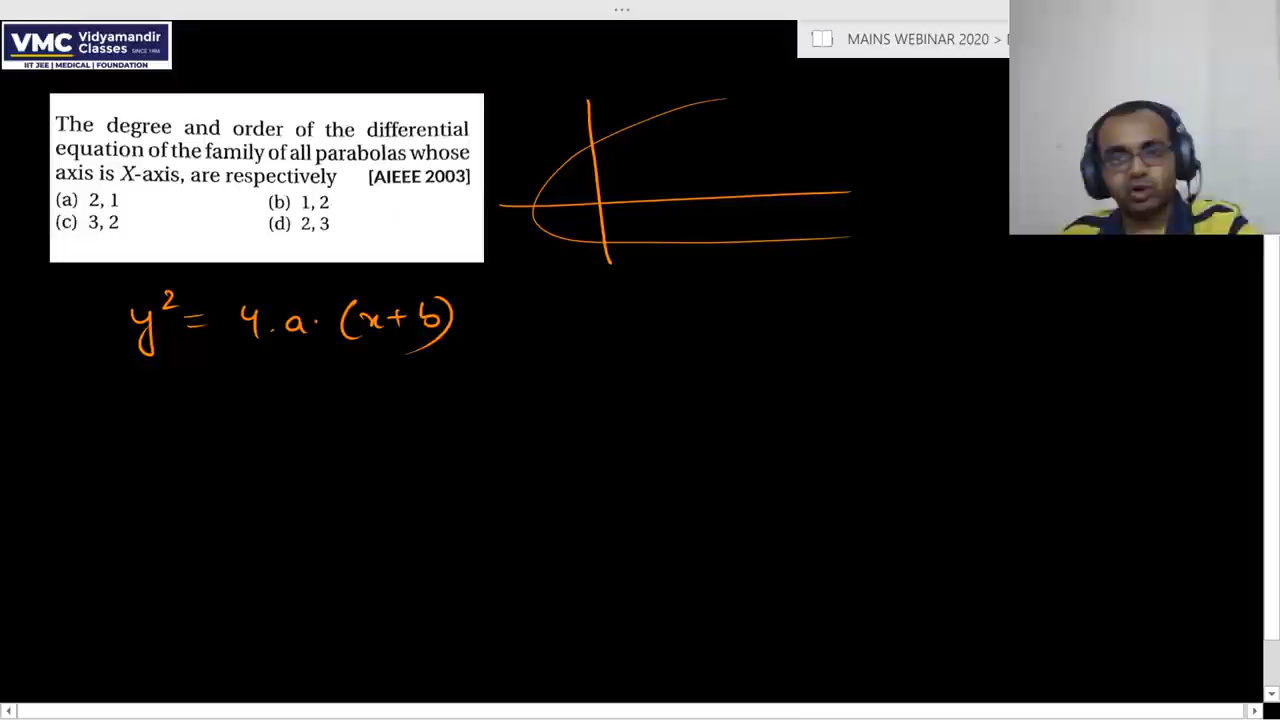 VMC Vidyamandir Classes SINCE 1986
IIT JEE | MEDICAL | FOUNDATION
MAINS WEBINAR 2020 >
The degree and order of the differential
equation of the family of all parabolas whose
axis is X-axis, are respectively [AIEEE 2003]
(a) 2, 1 (b) 1, 2
(c) 3, 2 (d) 2, 3
y² = 4.a.(x+b)